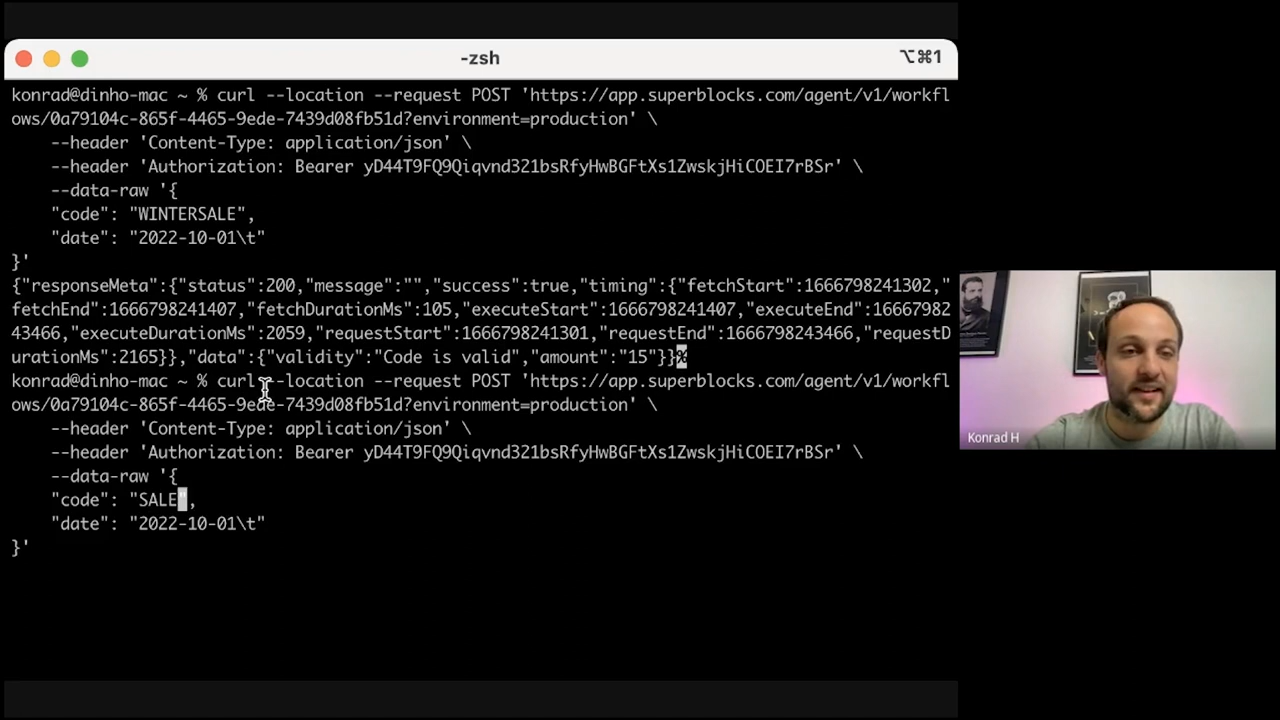 -zsh
⌥⌘1
konrad@dinho-mac ~ % curl --location --request POST 'https://app.superblocks.com/agent/v1/workfl
ows/0a79104c-865f-4465-9ede-7439d08fb51d?environment=production' \
--header 'Content-Type: application/json' \
--header 'Authorization: Bearer yD44T9FQ9Qiqvnd321bsRfyHwBGFtXs1ZwskjHiCOEI7rBSr' \
--data-raw '{
"code": "WINTERSALE",
"date": "2022-10-01\t"
}'
{"responseMeta":{"status":200,"message":"","success":true,"timing":{"fetchStart":1666798241302,"
fetchEnd":1666798241407,"fetchDurationMs":105,"executeStart":1666798241407,"executeEnd":16667982
43466,"executeDurationMs":2059,"requestStart":1666798241301,"requestEnd":1666798243466,"requestD
urationMs":2165}},"data":{"validity":"Code is valid","amount":"15"}}%
konrad@dinho-mac ~ % curl --location --request POST 'https://app.superblocks.com/agent/v1/workfl
ows/0a79104c-865f-4465-9ede-7439d08fb51d?environment=production' \
--header 'Content-Type: application/json' \
--header 'Authorization: Bearer yD44T9FQ9Qiqvnd321bsRfyHwBGFtXs1ZwskjHiCOEI7rBSr' \
--data-raw '{
"code": "SALE",
"date": "2022-10-01\t"
}'
Konrad H